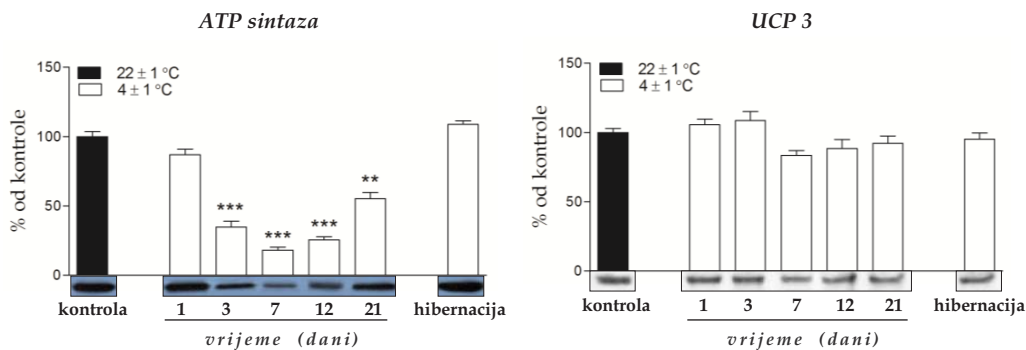 ATP sintaza
150
22 ± 1 °C
4 ± 1 °C
100
50
0
% od kontrole
***
***
***
**
kontrola
1 3 7 12 21
hibernacija
vrijeme (dani)
UCP 3
150
22 ± 1 °C
4 ± 1 °C
100
50
0
% od kontrole
kontrola
1 3 7 12 21
hibernacija
vrijeme (dani)